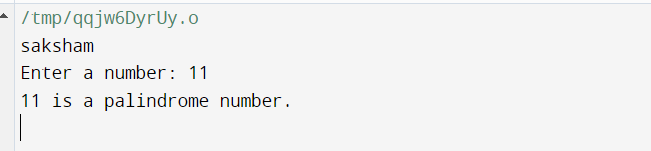 /tmp/qqjw6DyrUy.o
saksham
Enter a number: 11
11 is a palindrome number.